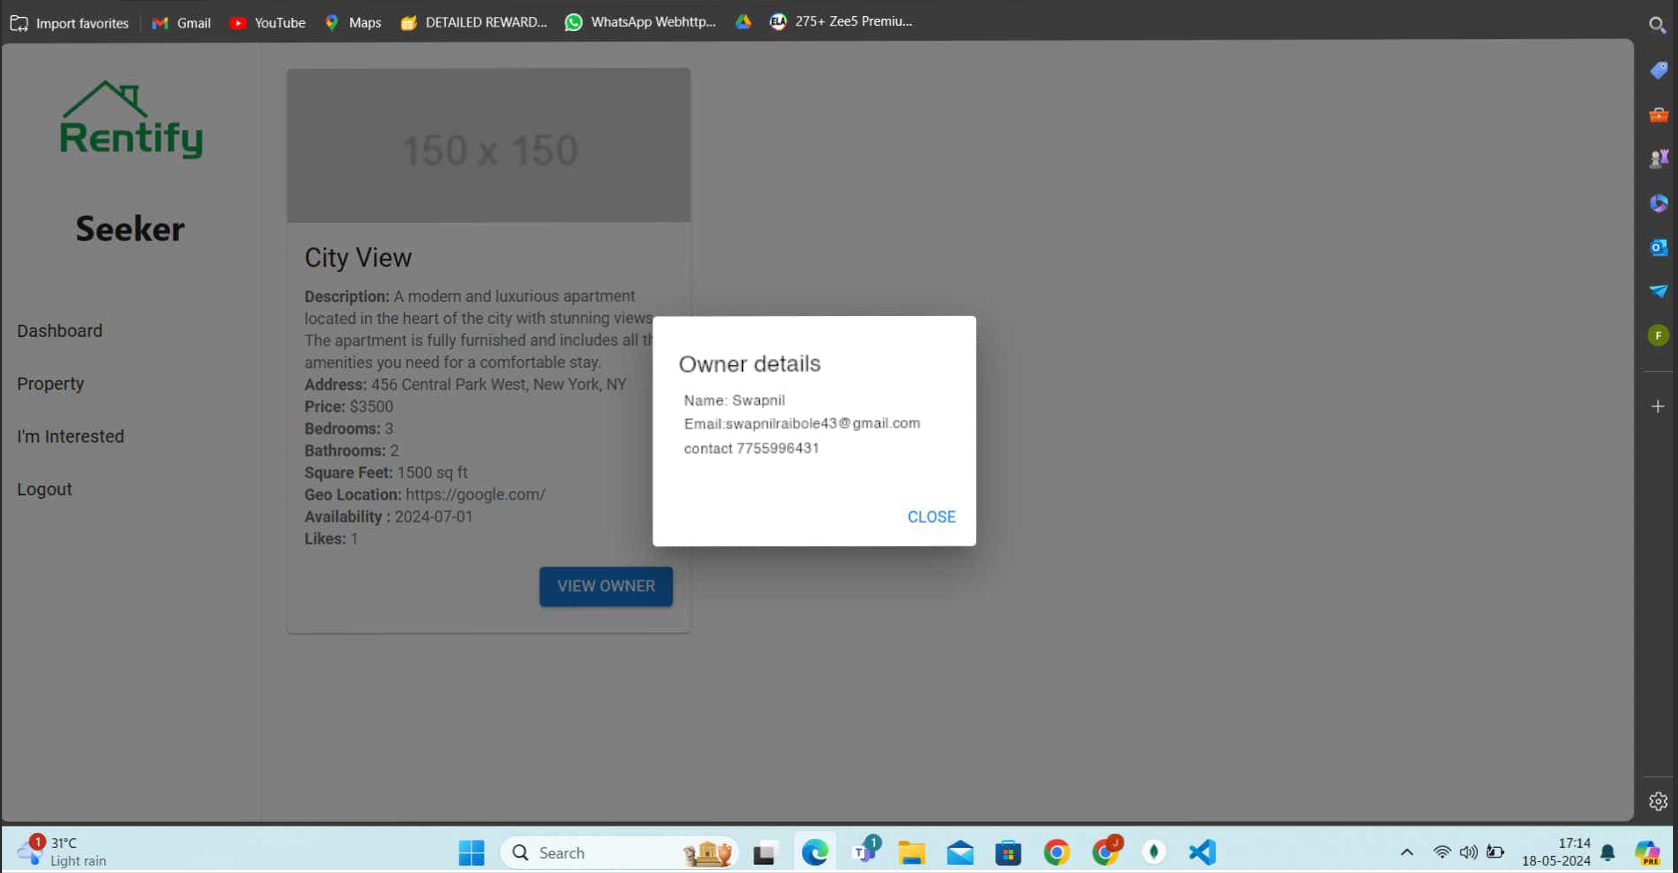 Import favorites
Gmail
YouTube
Maps
DETAILED REWARD...
WhatsApp Webhttp...
ELA
275+ Zee5 Premiu...
Rentify
Seeker
Dashboard
Property
I'm Interested
Logout
150 x 150
City View
Description: A modern and luxurious apartment
located in the heart of the city with stunning views
The apartment is fully furnished and includes all th
amenities you need for a comfortable stay.
Address: 456 Central Park West, New York, NY
Price: $3500
Bedrooms: 3
Bathrooms: 2
Square Feet: 1500 sq ft
Geo Location: https://google.com/
Availability : 2024-07-01
Likes: 1
VIEW OWNER
Owner details
Name: Swapnil
Email:swapnilraibole43@gmail.com
contact 7755996431
CLOSE
F
1
31°C
Light rain
Search
1
J
17:14
18-05-2024
PRE